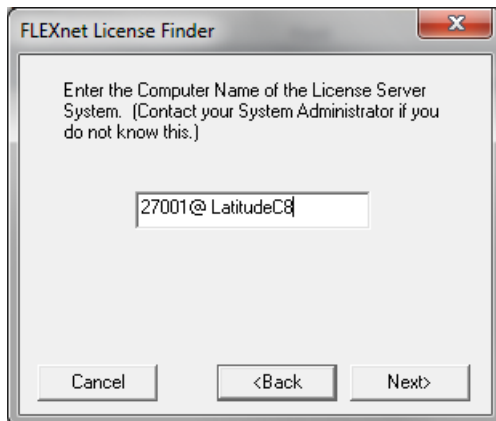 FLEXnet License Finder
Enter the Computer Name of the License Server
System. (Contact your System Administrator if you
do not know this.)
27001@ LatitudeC8
Cancel
<Back
Next>